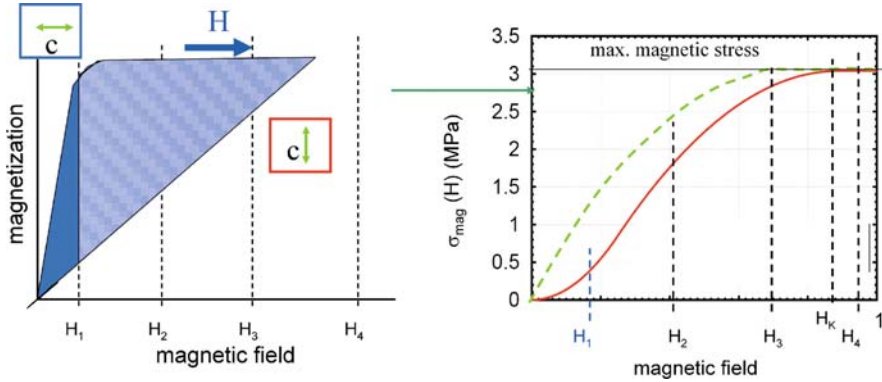 c
H
c
magnetization
H1 H2 H3 H4
magnetic field
3.5
3
2.5
2
1.5
1
0.5
0
σmag (H) (MPa)
max. magnetic stress
H1 H2 H3 HK H4 1
magnetic field